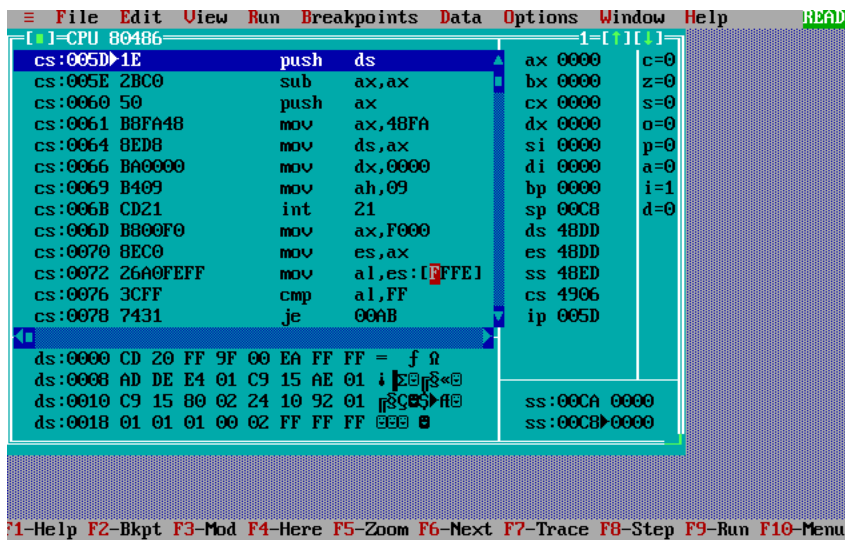 ≡ File Edit View Run Breakpoints Data Options Window Help READ
[■]=CPU 80486 1=[↑][↓]
cs:005D▶1E push ds ax 0000 c=0
cs:005E 2BC0 sub ax,ax bx 0000 z=0
cs:0060 50 push ax cx 0000 s=0
cs:0061 B8FA48 mov ax,48FA dx 0000 o=0
cs:0064 8ED8 mov ds,ax si 0000 p=0
cs:0066 BA0000 mov dx,0000 di 0000 a=0
cs:0069 B409 mov ah,09 bp 0000 i=1
cs:006B CD21 int 21 sp 00C8 d=0
cs:006D B800F0 mov ax,F000 ds 48DD
cs:0070 8EC0 mov es,ax es 48DD
cs:0072 26A0FEFF mov al,es:[FFFE] ss 48ED
cs:0076 3CFF cmp al,FF cs 4906
cs:0078 7431 je 00AB ip 005D
ds:0000 CD 20 FF 9F 00 EA FF FF = ƒ Ω
ds:0008 AD DE E4 01 C9 15 AE 01 ¡▐Σ☺╔§«☺
ds:0010 C9 15 80 02 24 10 92 01 ╔§Ç☻$►Æ☺ ss:00CA 0000
ds:0018 01 01 01 00 02 FF FF FF ☺☺☺ ☻ ss:00C8▶0000
F1-Help F2-Bkpt F3-Mod F4-Here F5-Zoom F6-Next F7-Trace F8-Step F9-Run F10-Menu